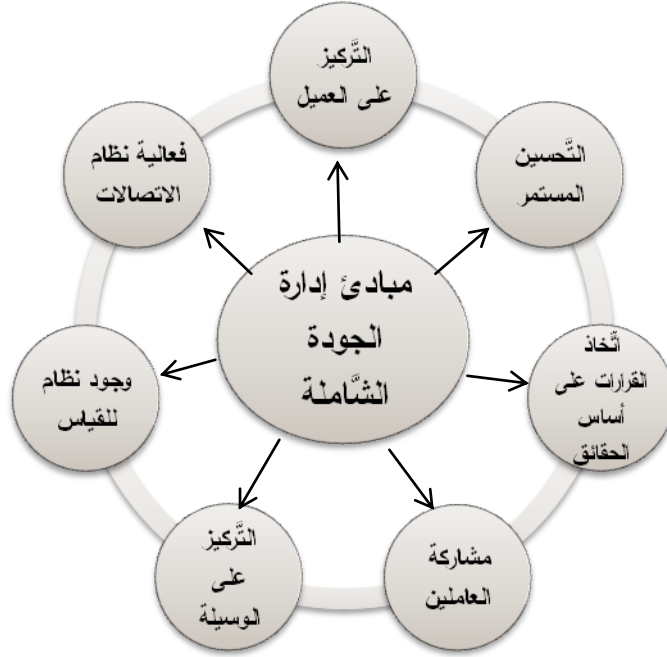 مبادئ إدارة
الجودة
الشَّاملة
التَّركيز
على العميل
التَّحسين
المستمر
اتَّخاذ
القرارات على
أساس
الحقائق
مشاركة
العاملين
التَّركيز
على
الوسيلة
وجود نظام
للقياس
فعالية نظام
الاتصالات